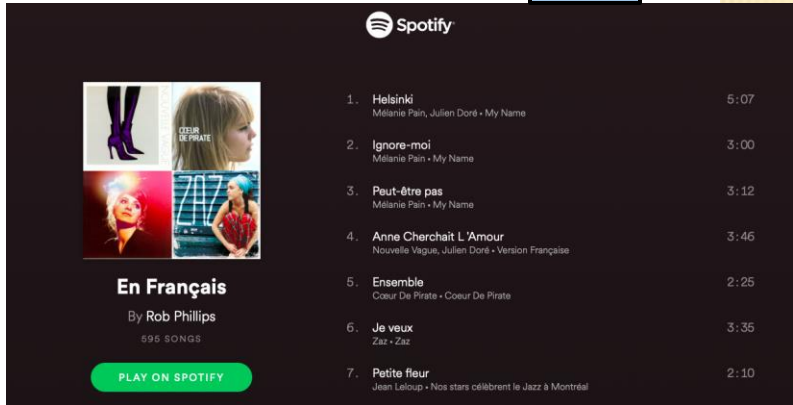 Spotify
CŒUR
DE PIRATE
ZAZ
En Français
By Rob Phillips
595 SONGS
PLAY ON SPOTIFY
1. Helsinki 5:07
Mélanie Pain, Julien Doré • My Name
2. Ignore-moi 3:00
Mélanie Pain • My Name
3. Peut-être pas 3:12
Mélanie Pain • My Name
4. Anne Cherchait L 'Amour 3:46
Nouvelle Vague, Julien Doré • Version Française
5. Ensemble 2:25
Cœur De Pirate • Coeur De Pirate
6. Je veux 3:35
Zaz • Zaz
7. Petite fleur 2:10
Jean Leloup • Nos stars célèbrent le Jazz à Montréal